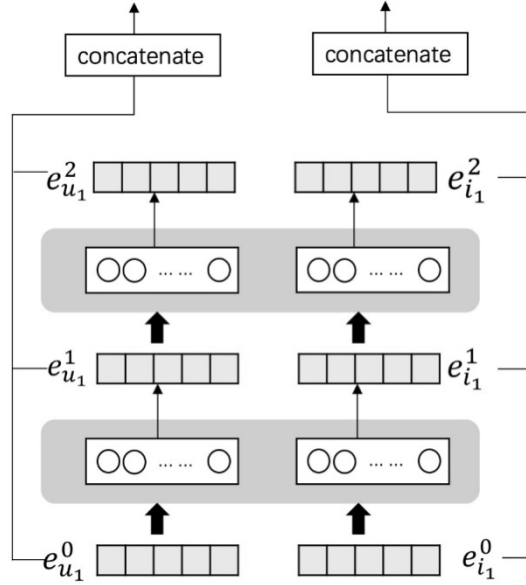 concatenate concatenate
e_{u_1}^2 e_{i_1}^2
... ... ... ...
e_{u_1}^1 e_{i_1}^1
... ... ... ...
e_{u_1}^0 e_{i_1}^0